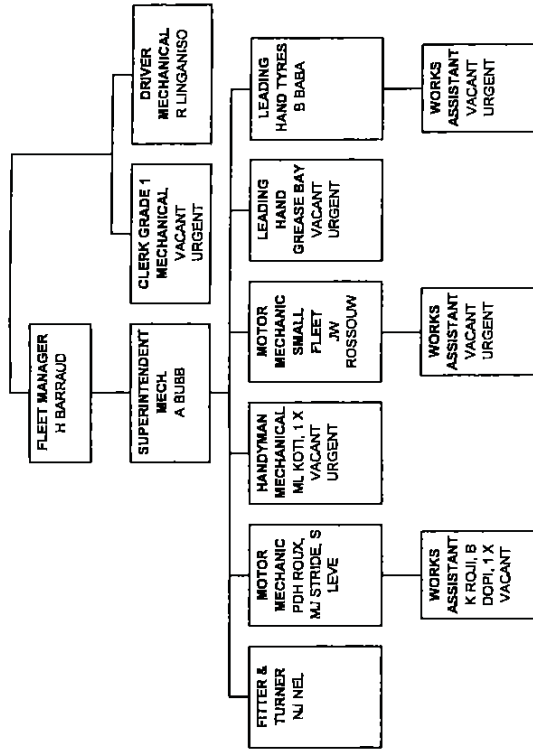 FLEET MANAGER
H BARRAUD
CLERK GRADE 1
MECHANICAL
VACANT
URGENT
DRIVER
MECHANICAL
R LINGANISO
SUPERINTENDENT
MECH.
A BUBB
FITTER &
TURNER
NJ NEL
MOTOR
MECHANIC
PDH ROUX,
MJ STRIDE, S
LEVE
HANDYMAN
MECHANICAL
ML KOTI, 1 X
VACANT
URGENT
MOTOR
MECHANIC
SMALL
FLEET
JW
ROSSOUW
LEADING
HAND
GREASE BAY
VACANT
URGENT
LEADING
HAND TYRES
B BABA
WORKS
ASSISTANT
K ROJI, B
DOPI, 1 X
VACANT
WORKS
ASSISTANT
VACANT
URGENT
WORKS
ASSISTANT
VACANT
URGENT